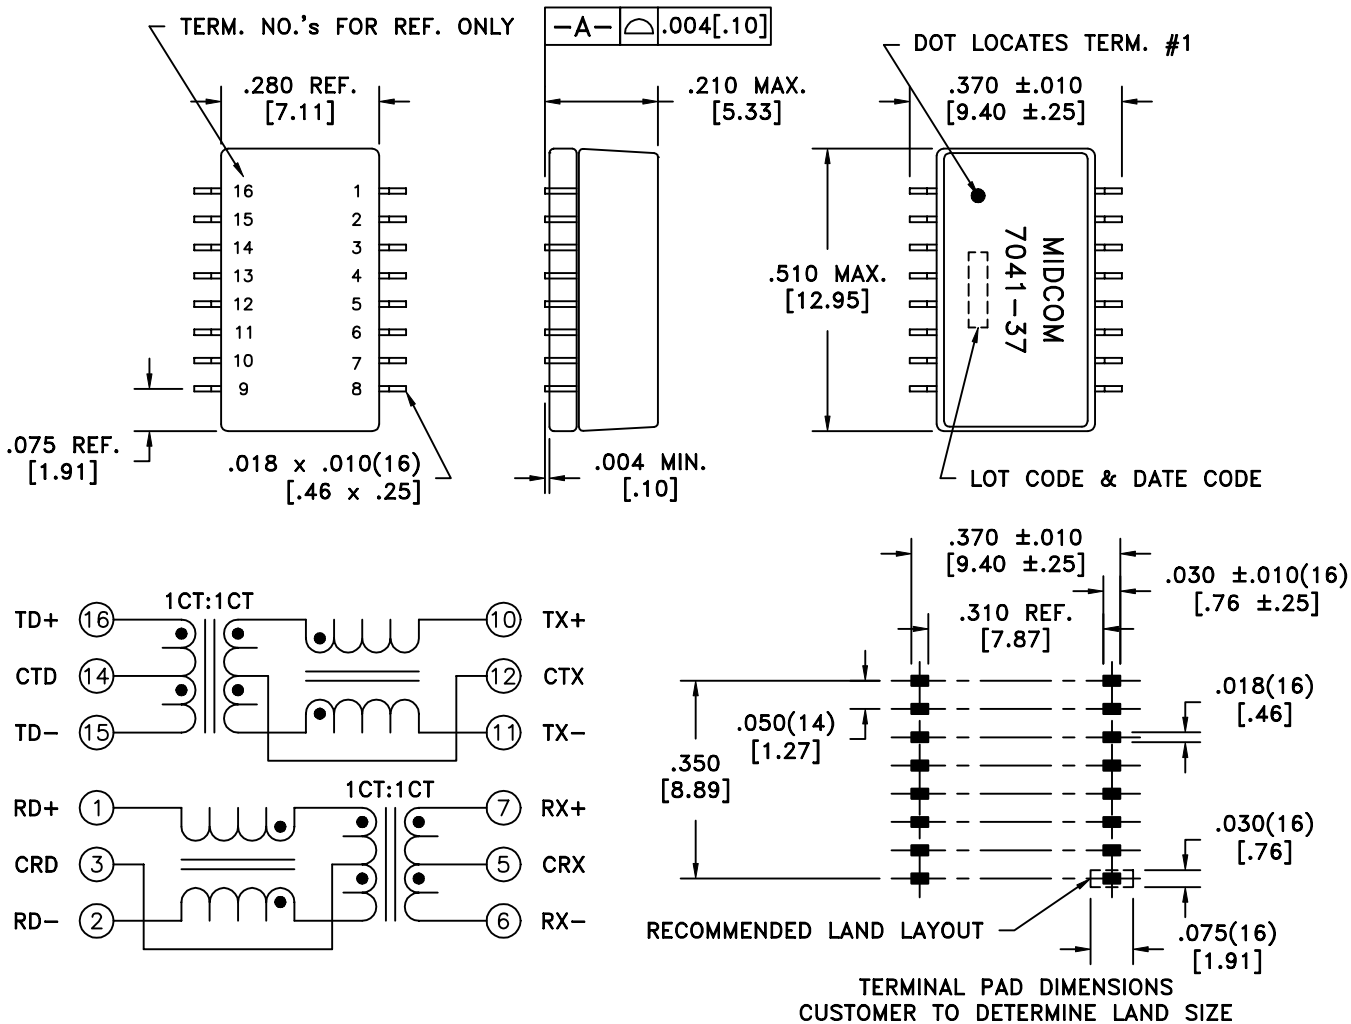 TERM. NO.'s FOR REF. ONLY
-A- .004[.10]
DOT LOCATES TERM. #1
.280 REF.
[7.11]
.210 MAX.
[5.33]
.370 ±.010
[9.40 ±.25]
16 1
15 2
14 3
13 4
12 5
11 6
10 7
9 8
.075 REF.
[1.91]
.018 x .010(16)
[.46 x .25]
.004 MIN.
[.10]
.510 MAX.
[12.95]
MIDCOM
7041-37
LOT CODE & DATE CODE
1CT:1CT
TD+ 16 10 TX+
CTD 14 12 CTX
TD- 15 11 TX-
1CT:1CT
RD+ 1 7 RX+
CRD 3 5 CRX
RD- 2 6 RX-
.370 ±.010
[9.40 ±.25]
.030 ±.010(16)
[.76 ±.25]
.310 REF.
[7.87]
.018(16)
[.46]
.050(14)
[1.27]
.350
[8.89]
.030(16)
[.76]
RECOMMENDED LAND LAYOUT
.075(16)
[1.91]
TERMINAL PAD DIMENSIONS
CUSTOMER TO DETERMINE LAND SIZE